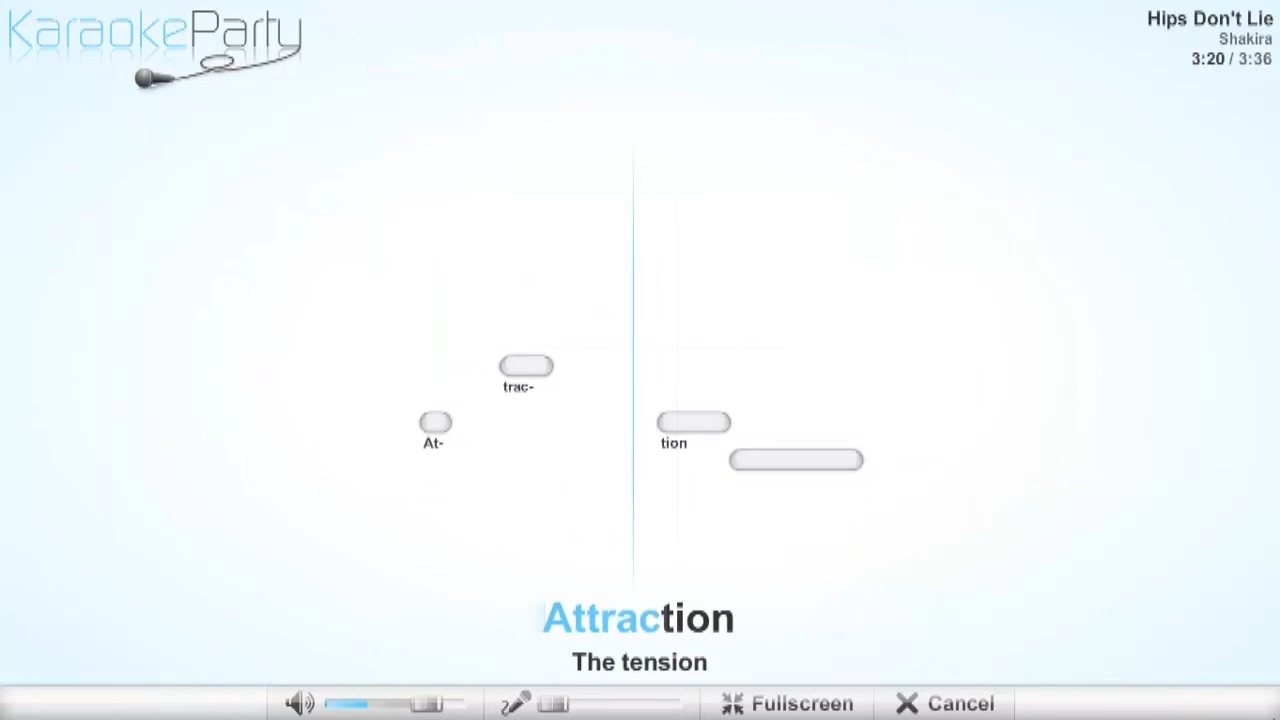 KaraokeParty
Hips Don't Lie
Shakira
3:20 / 3:36
trac-
At-
tion
Attraction
The tension
Fullscreen
Cancel